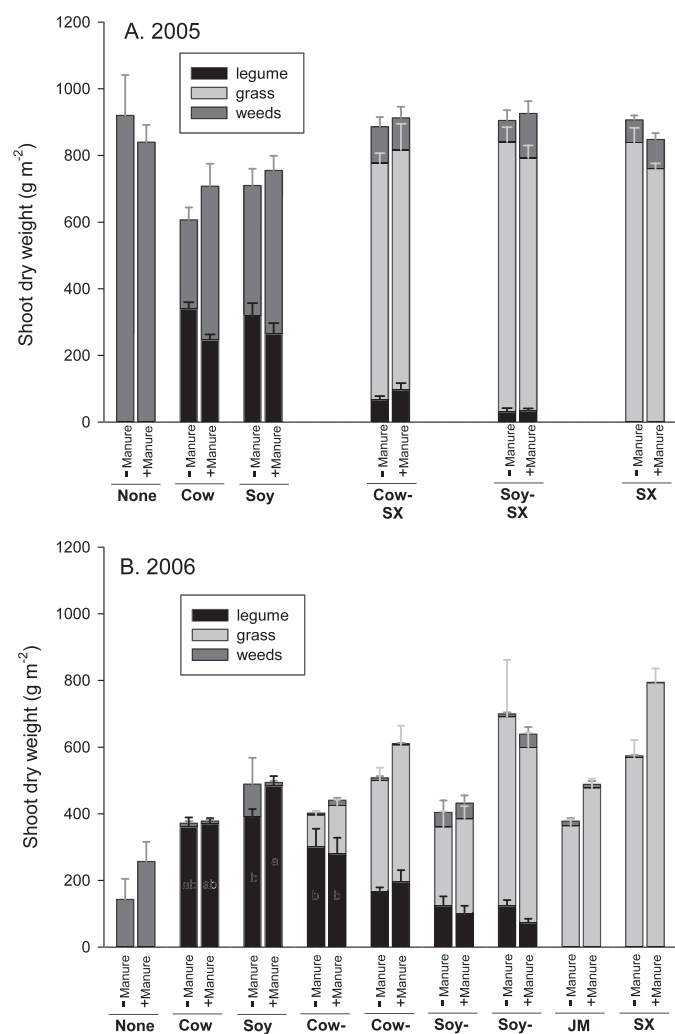 A. 2005
legume
grass
weeds
Shoot dry weight (g m-2)
1200
1000
800
600
400
200
0
- Manure
+Manure
- Manure
+Manure
- Manure
+Manure
- Manure
+Manure
- Manure
+Manure
- Manure
+Manure
None Cow Soy Cow- Soy- SX
SX SX
B. 2006
legume
grass
weeds
Shoot dry weight (g m-2)
1200
1000
800
600
400
200
0
ab ab b a b b
- Manure
+Manure
- Manure
+Manure
- Manure
+Manure
- Manure
+Manure
- Manure
+Manure
- Manure
+Manure
- Manure
+Manure
- Manure
+Manure
- Manure
+Manure
None Cow Soy Cow- Cow- Soy- Soy- JM SX